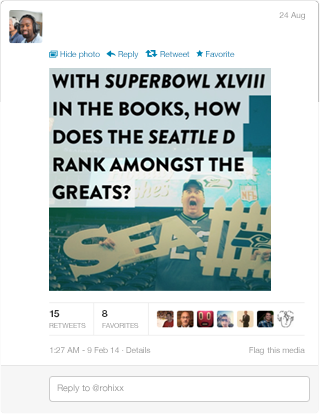 24 Aug
Hide photo Reply Retweet Favorite
WITH SUPERBOWL XLVIII
IN THE BOOKS, HOW
DOES THE SEATTLE D
RANK AMONGST THE
GREATS?
NFL
SEA
15
RETWEETS
8
FAVORITES
1:27 AM - 9 Feb 14 · Details
Flag this media
Reply to @rohixx